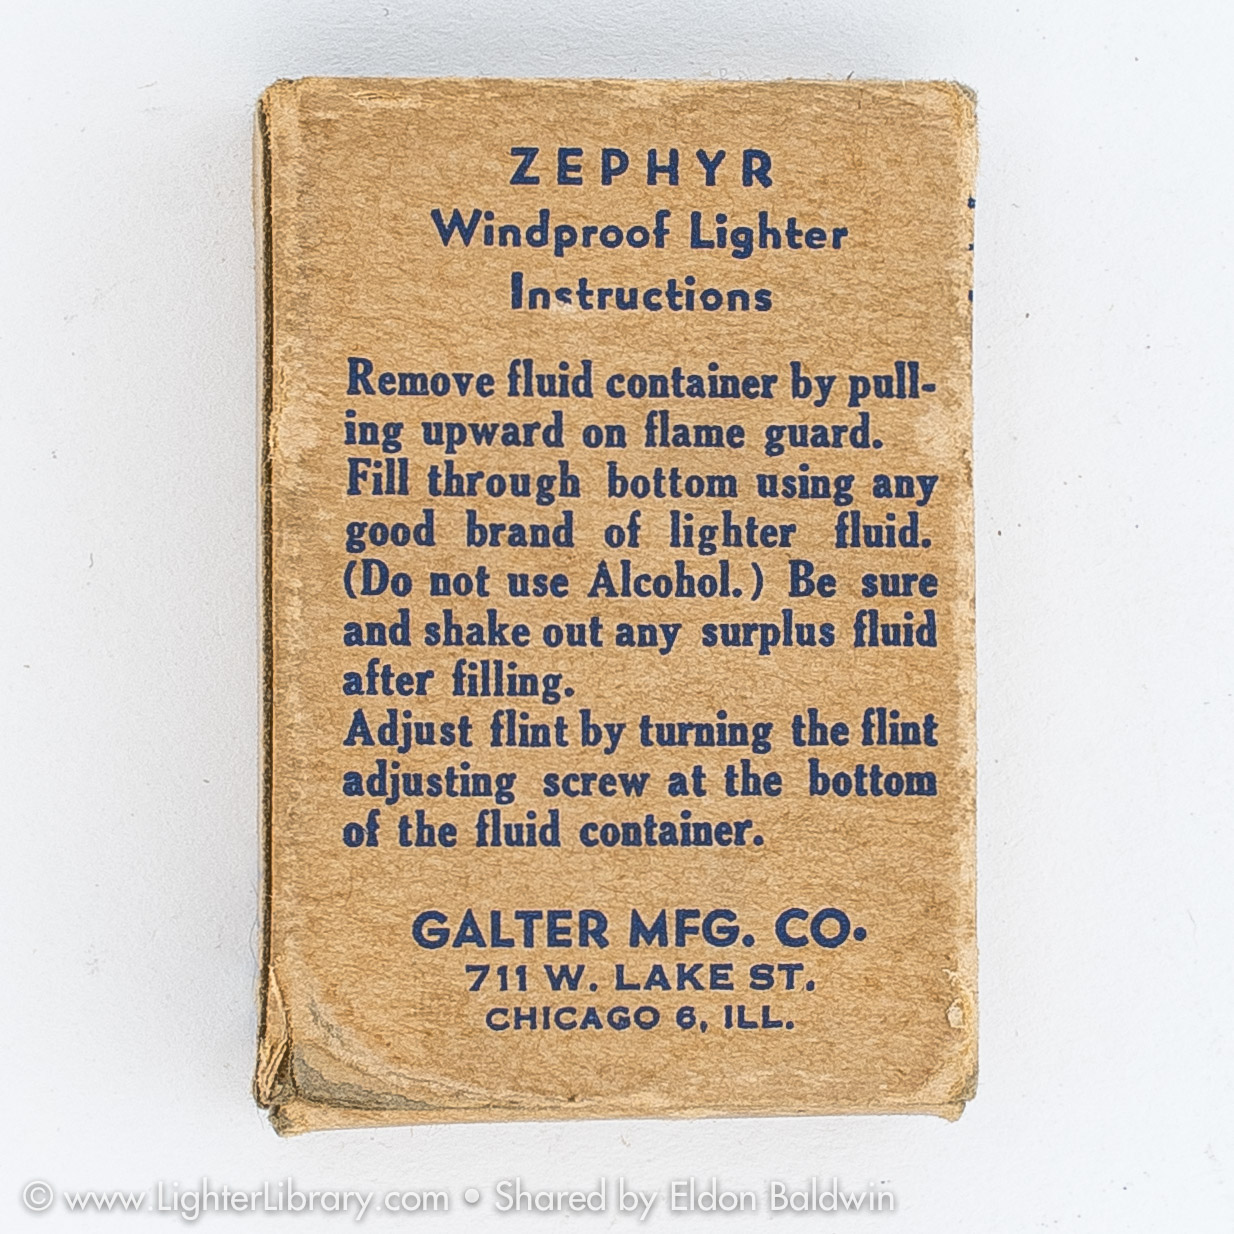 ZEPHYR
Windproof Lighter
Instructions
Remove fluid container by pull-
ing upward on flame guard.
Fill through bottom using any
good brand of lighter fluid.
(Do not use Alcohol.) Be sure
and shake out any surplus fluid
after filling.
Adjust flint by turning the flint
adjusting screw at the bottom
of the fluid container.
GALTER MFG. CO.
711 W. LAKE ST.
CHICAGO 6, ILL.
© www.LighterLibrary.com • Shared by Eldon Baldwin